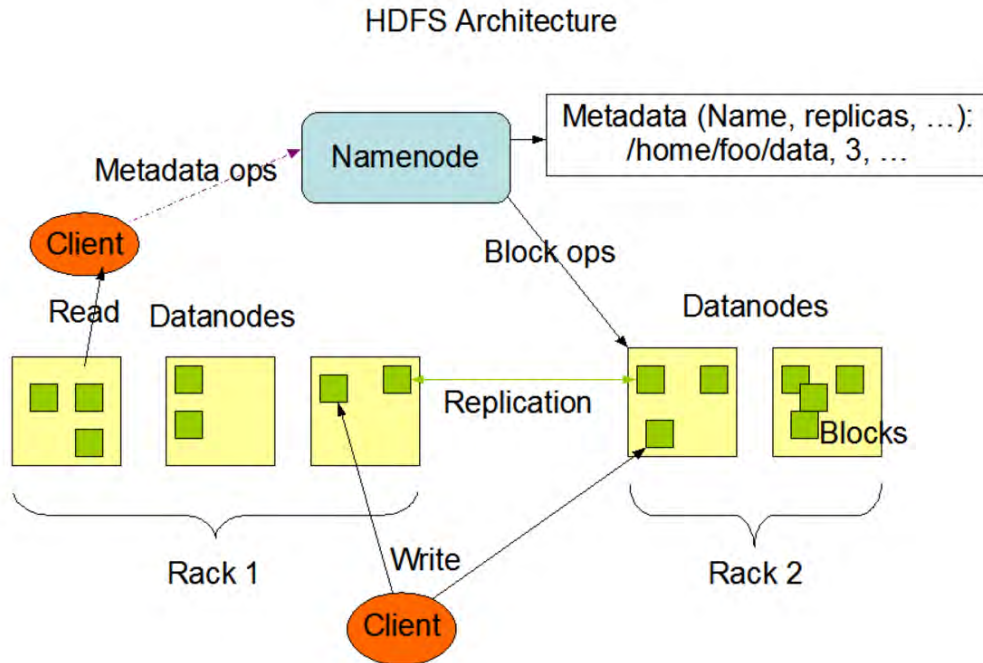 HDFS Architecture
Metadata (Name, replicas, …):
/home/foo/data, 3, …
Namenode
Metadata ops
Client
Block ops
Read
Datanodes
Datanodes
Replication
Blocks
Rack 1
Write
Rack 2
Client